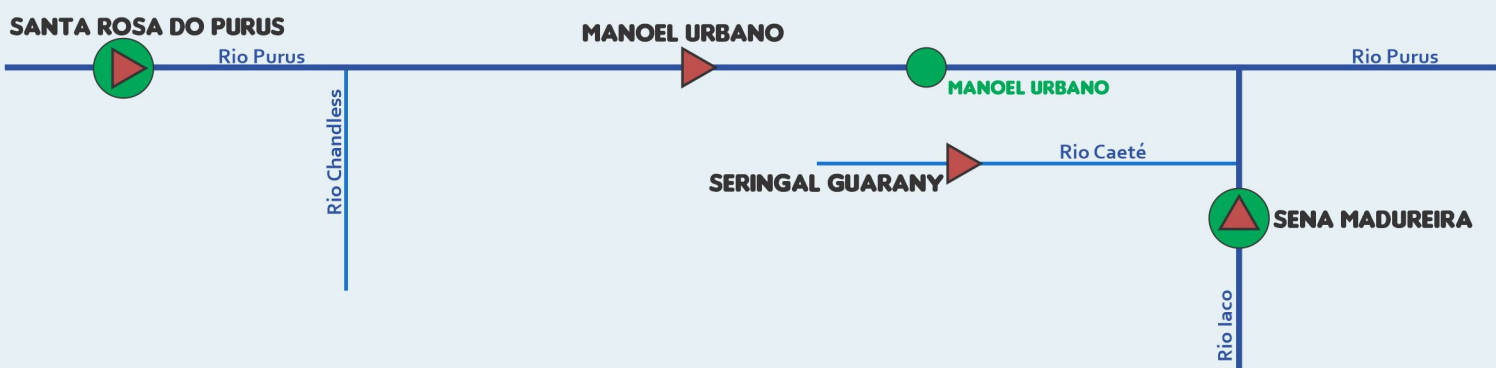 SANTA ROSA DO PURUS
MANOEL URBANO
Rio Purus
Rio Purus
MANOEL URBANO
Rio Chandless
Rio Caeté
SERINGAL GUARANY
SENA MADUREIRA
Rio Iaco